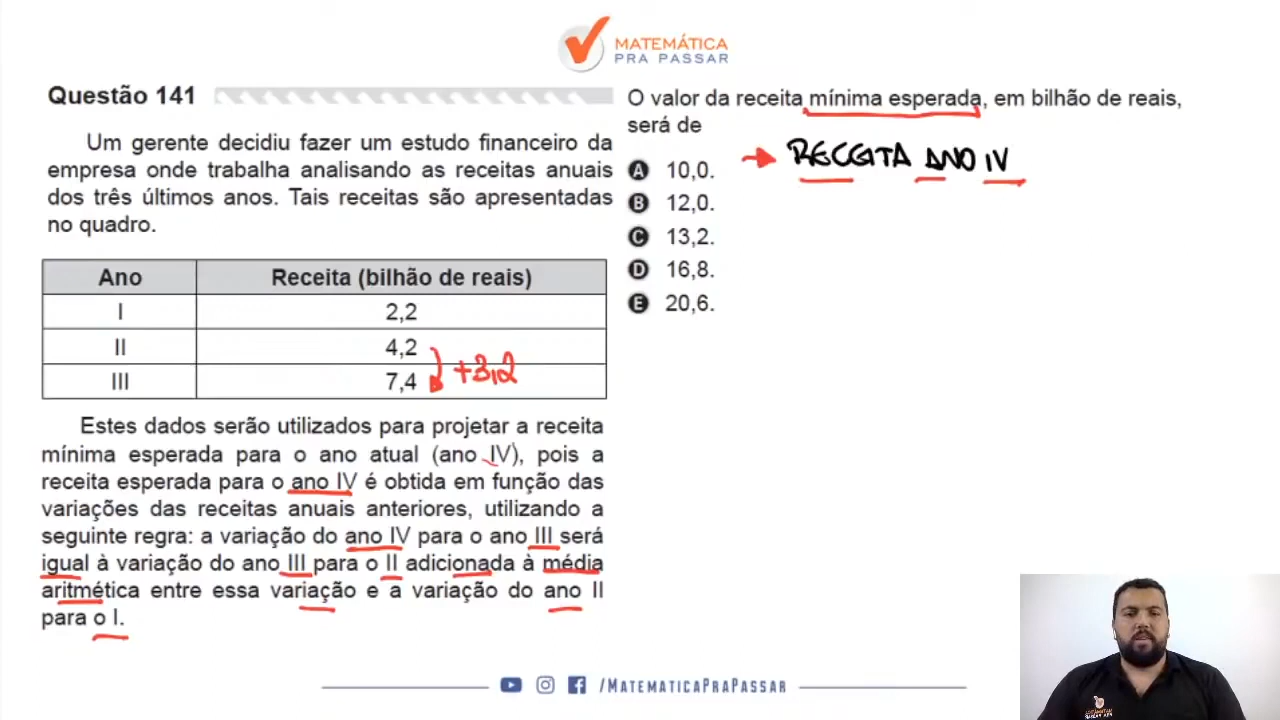 MATEMÁTICA
PRA PASSAR
Questão 141
Um gerente decidiu fazer um estudo financeiro da
empresa onde trabalha analisando as receitas anuais
dos três últimos anos. Tais receitas são apresentadas
no quadro.
Ano Receita (bilhão de reais)
I 2,2
II 4,2
III 7,4
+3,2
Estes dados serão utilizados para projetar a receita
mínima esperada para o ano atual (ano IV), pois a
receita esperada para o ano IV é obtida em função das
variações das receitas anuais anteriores, utilizando a
seguinte regra: a variação do ano IV para o ano III será
igual à variação do ano III para o II adicionada à média
aritmética entre essa variação e a variação do ano II
para o I.
O valor da receita mínima esperada, em bilhão de reais,
será de
A 10,0.
B 12,0.
C 13,2.
D 16,8.
E 20,6.
RECEITA ANO IV
/MATEMATICAPRAPASSAR